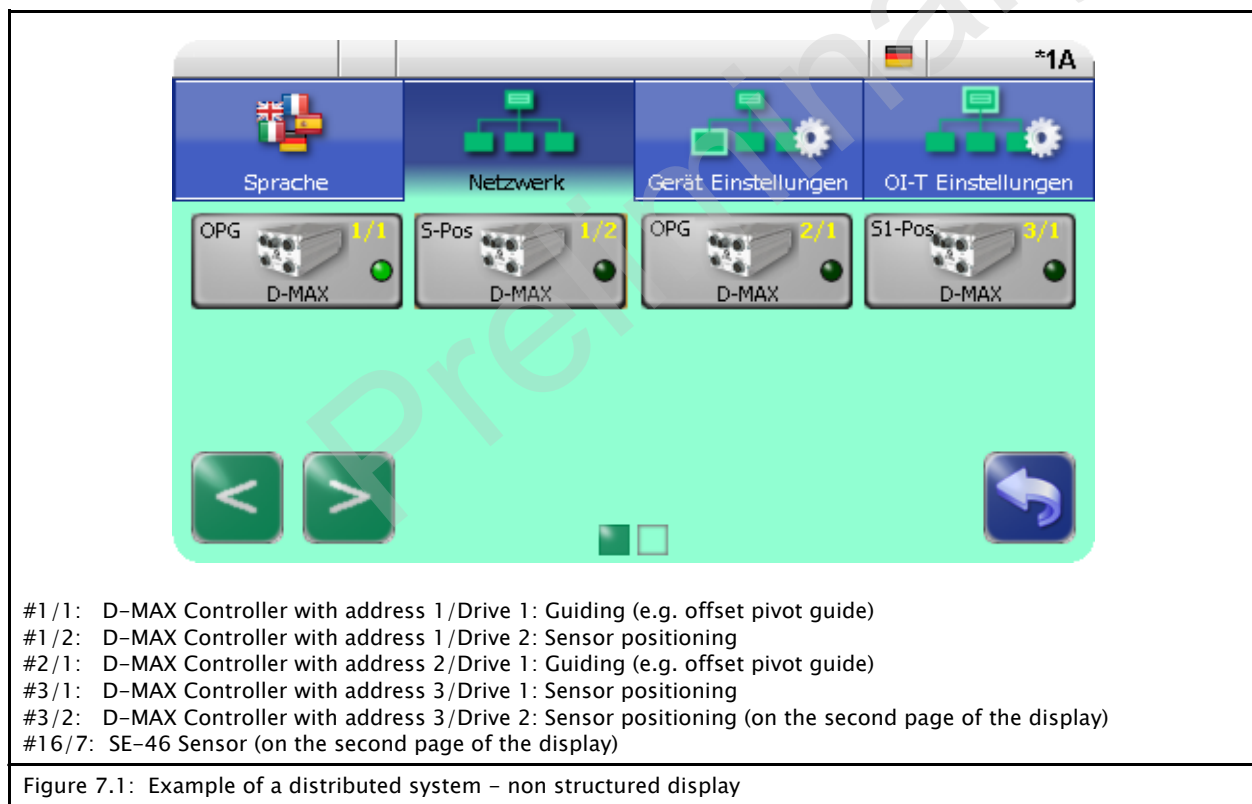 *1A
Sprache
Netzwerk
Gerät Einstellungen
OI-T Einstellungen
OPG 1/1
D-MAX
S-Pos 1/2
D-MAX
OPG 2/1
D-MAX
S1-Pos 3/1
D-MAX
< >
Preliminar
#1/1: D-MAX Controller with address 1/Drive 1: Guiding (e.g. offset pivot guide)
#1/2: D-MAX Controller with address 1/Drive 2: Sensor positioning
#2/1: D-MAX Controller with address 2/Drive 1: Guiding (e.g. offset pivot guide)
#3/1: D-MAX Controller with address 3/Drive 1: Sensor positioning
#3/2: D-MAX Controller with address 3/Drive 2: Sensor positioning (on the second page of the display)
#16/7: SE-46 Sensor (on the second page of the display)
Figure 7.1: Example of a distributed system - non structured display